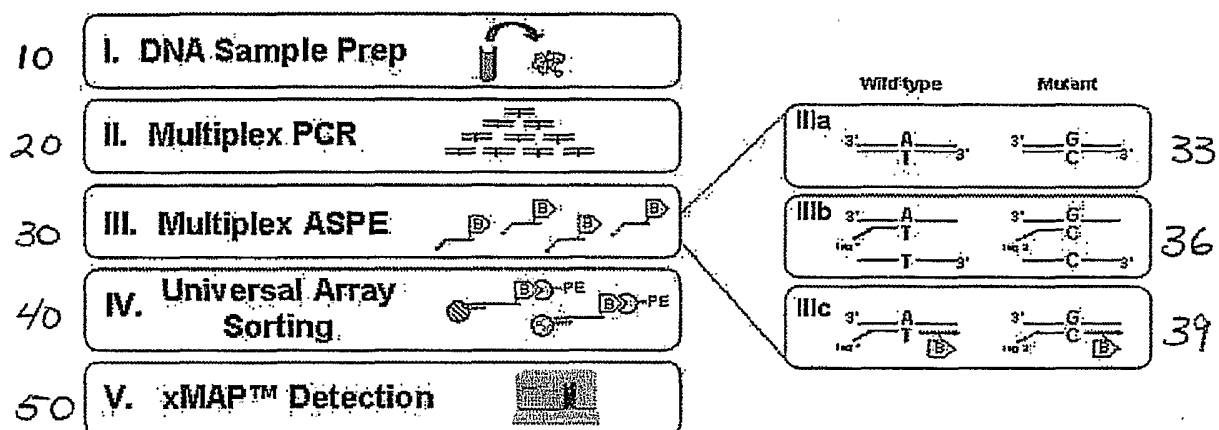 10 I. DNA Sample Prep
20 II. Multiplex PCR
30 III. Multiplex ASPE B B B B
40 IV. Universal Array Sorting B -PE B -PE
50 V. xMAP™ Detection
Wild type Mutant
IIIa 3' A T 3' 3' G C 3' 33
IIIb 3' A T T 3' 3' G C C 3' 36
IIIc 3' A T B 3' G C B 39